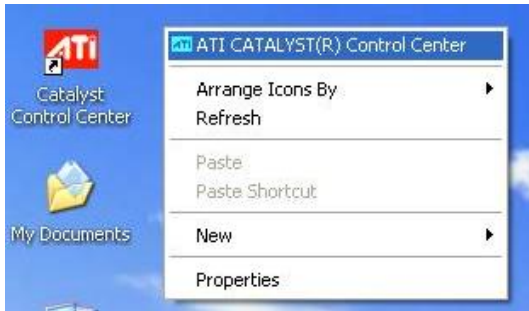 ATI
Catalyst
Control Center
My Documents
ATI CATALYST(R) Control Center
Arrange Icons By
Refresh
Paste
Paste Shortcut
New
Properties